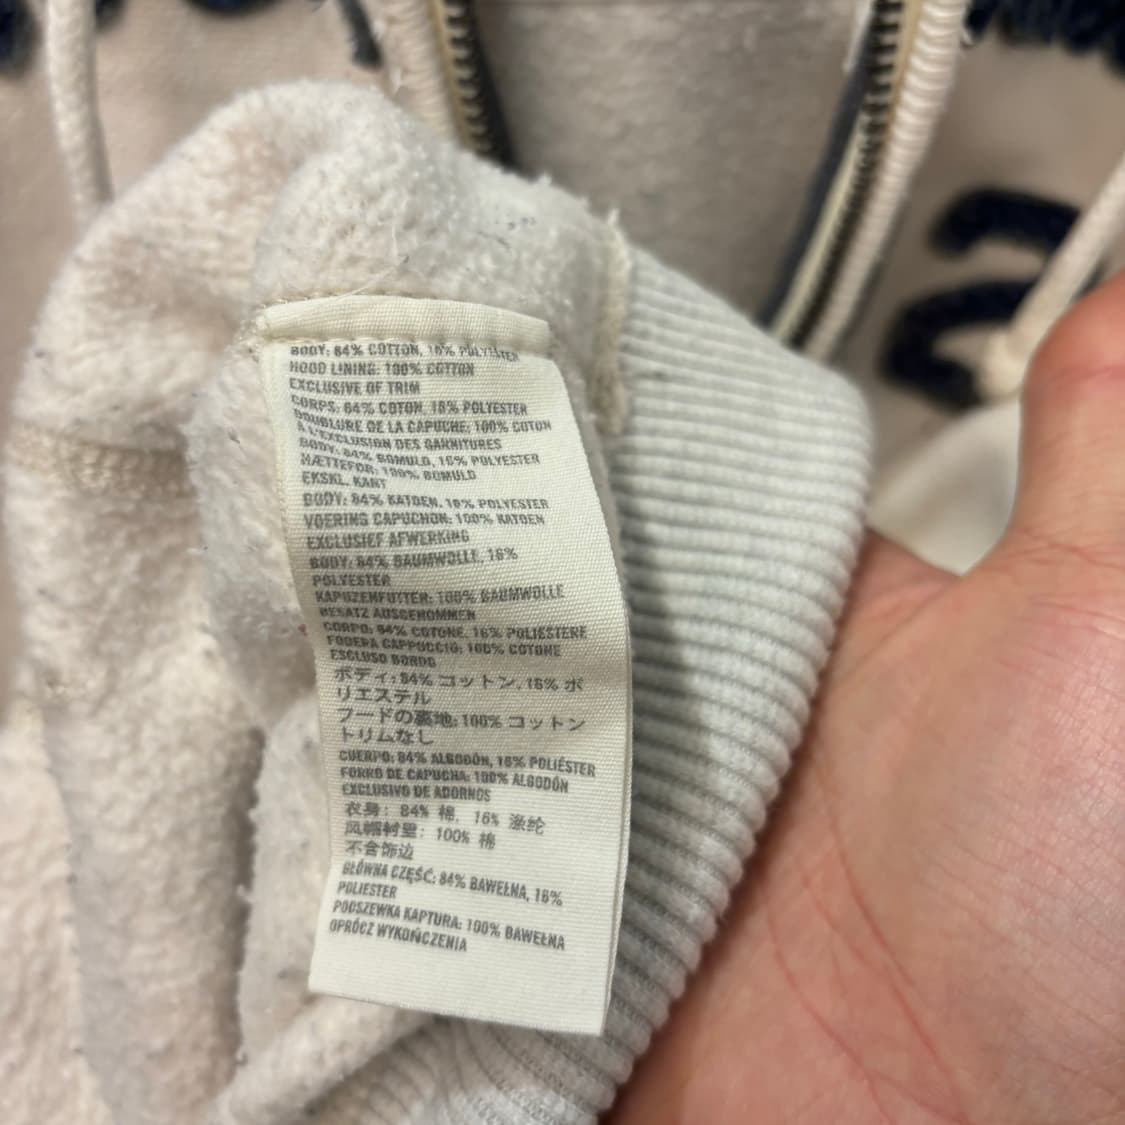 BODY: 84% COTTON, 16% POLYESTER
HOOD LINING: 100% COTTON
EXCLUSIVE OF TRIM
CORPS: 84% COTON, 16% POLYESTER
DOUBLURE DE LA CAPUCHE: 100% COTON
A L'EXCLUSION DES GARNITURES
BODY: 84% BOMULD, 16% POLYESTER
HÆTTEFOR: 100% BOMULD
EKSKL. KANT
BODY: 84% KATOEN, 16% POLYESTER
VOERING CAPUCHON: 100% KATOEN
EXCLUSIEF AFWERKING
BODY: 84% BAUMWOLLE, 16%
POLYESTER
KAPUZENFUTTER: 100% BAUMWOLLE
BESATZ AUSGENOMMEN
CORPO: 84% COTONE, 16% POLIESTERE
FODERA CAPPUCCIO: 100% COTONE
ESCLUSO BORDO
ボディ: 84% コットン, 16% ポ
リエステル
フードの裏地: 100% コットン
トリムなし
CUERPO: 84% ALGODÓN, 16% POLIÉSTER
FORRO DE CAPUCHA: 100% ALGODÓN
EXCLUSIVO DE ADORNOS
衣身: 84% 棉, 16% 涤纶
风帽衬里: 100% 棉
不含饰边
GŁÓWNA CZĘŚĆ: 84% BAWEŁNA, 16%
POLIESTER
PODSZEWKA KAPTURA: 100% BAWEŁNA
OPRÓCZ WYKOŃCZENIA